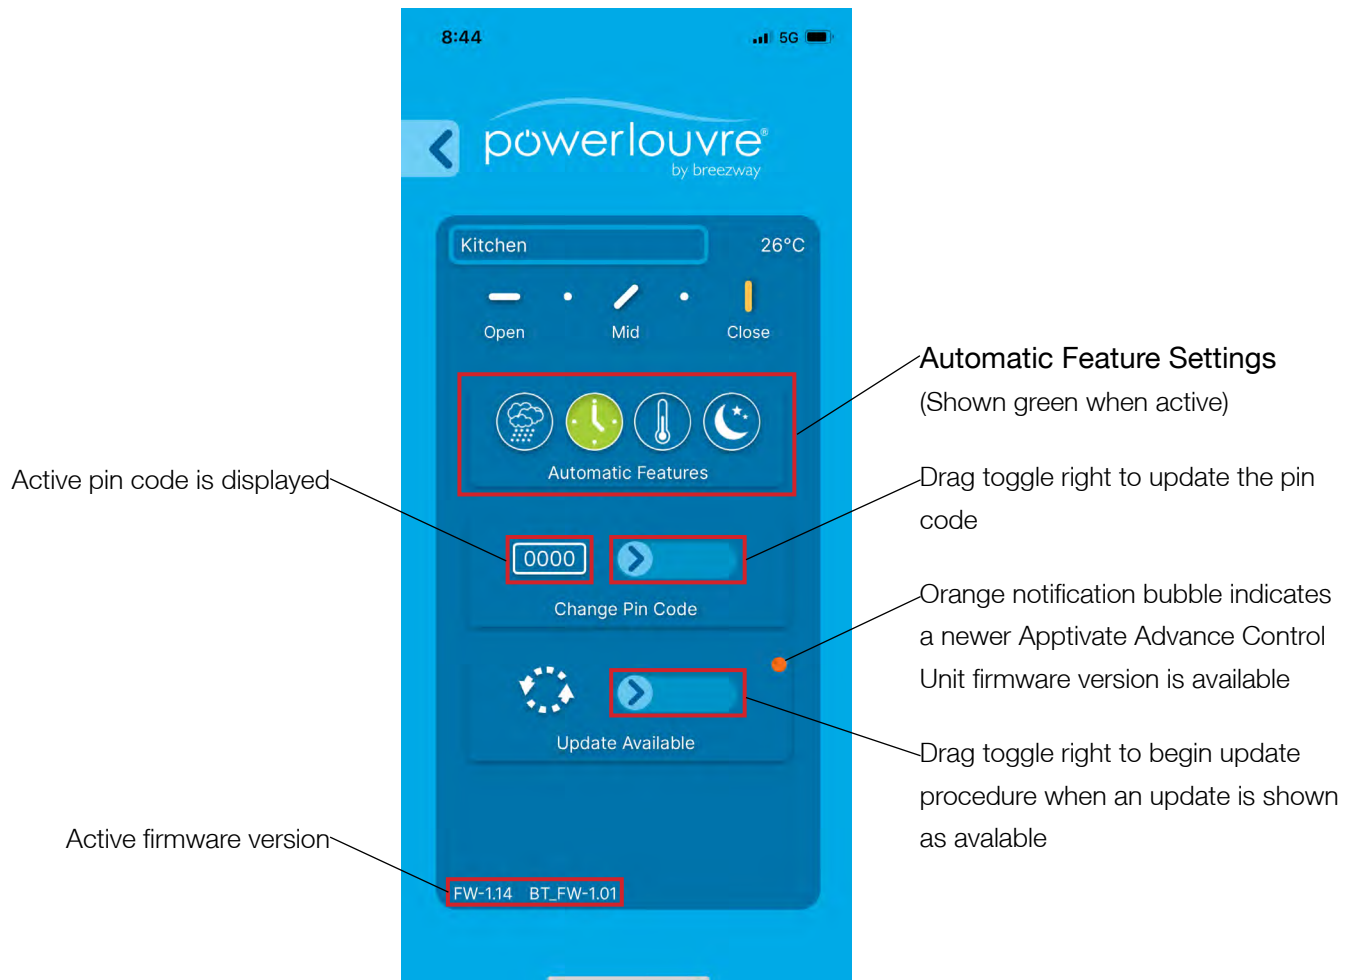 8:44
5G
powerlouvre®
by breezway
Kitchen
26°C
Open
Mid
Close
Automatic Features
0000
Change Pin Code
Update Available
FW-1.14 BT_FW-1.01
Active pin code is displayed
Active firmware version
Automatic Feature Settings
(Shown green when active)
Drag toggle right to update the pin
code
Orange notification bubble indicates
a newer Apptivate Advance Control
Unit firmware version is available
Drag toggle right to begin update
procedure when an update is shown
as avalable